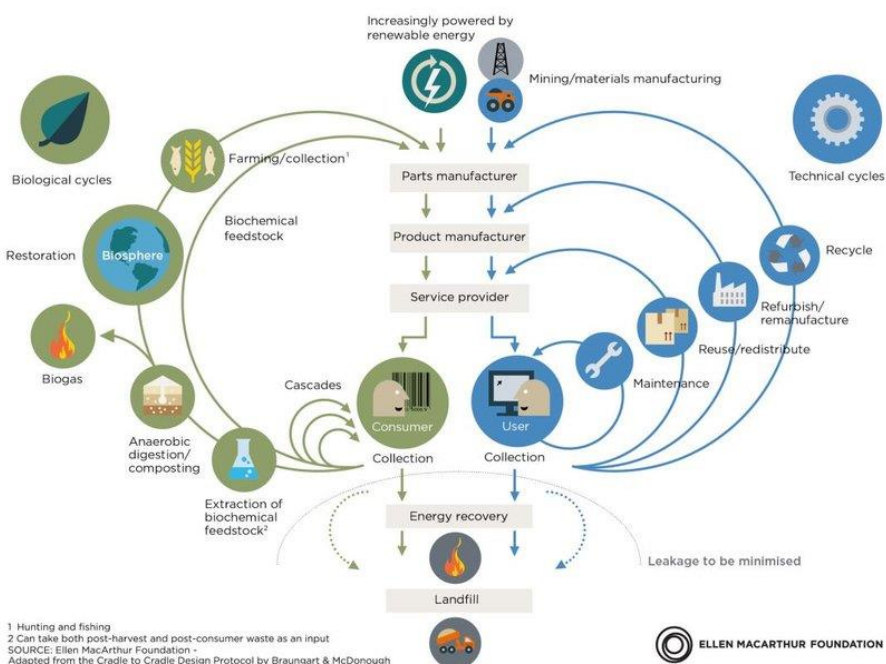 Increasingly powered by
renewable energy
Mining/materials manufacturing
Biological cycles
Technical cycles
Farming/collection¹
Parts manufacturer
Biochemical
feedstock
Product manufacturer
Restoration
Biosphere
Recycle
Service provider
Refurbish/
remanufacture
Reuse/redistribute
Biogas
Cascades
Maintenance
Consumer
User
Anaerobic
digestion/
composting
Collection
Collection
Extraction of
biochemical
feedstock²
Energy recovery
Leakage to be minimised
Landfill
1 Hunting and fishing
2 Can take both post-harvest and post-consumer waste as an input
SOURCE: Ellen MacArthur Foundation -
Adapted from the Cradle to Cradle Design Protocol by Braungart & McDonough
ELLEN MACARTHUR FOUNDATION